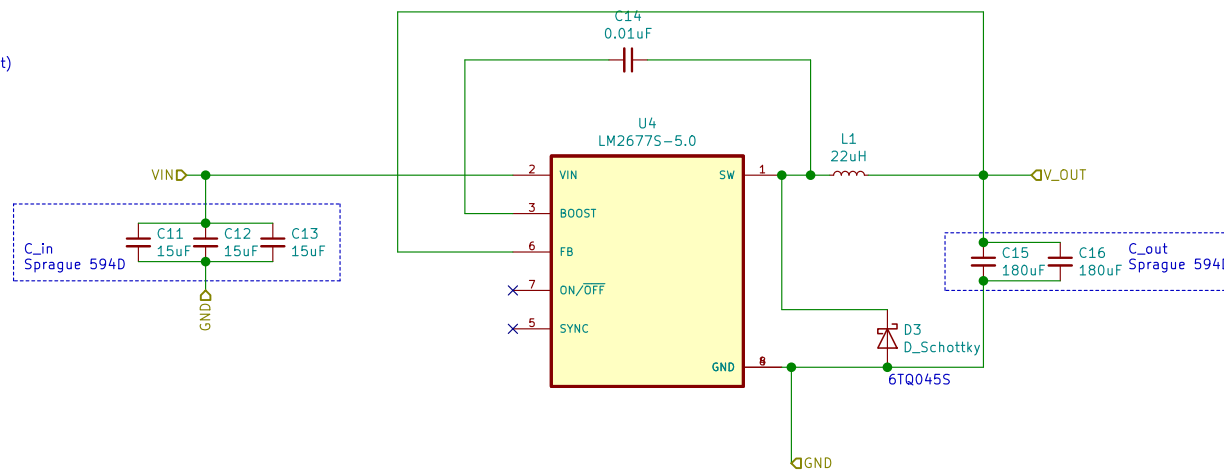 C14
0.01uF
t)
U4
LM2677S-5.0
L1
22uH
VIN
2
VIN
SW
1
V_OUT
3
BOOST
C_in
Sprague 594D
C11
15uF
C12
15uF
C13
15uF
6
FB
C15
180uF
C16
180uF
C_out
Sprague 594D
7
ON/OFF
GND
5
SYNC
D3
D_Schottky
GND
6TQ045S
GND